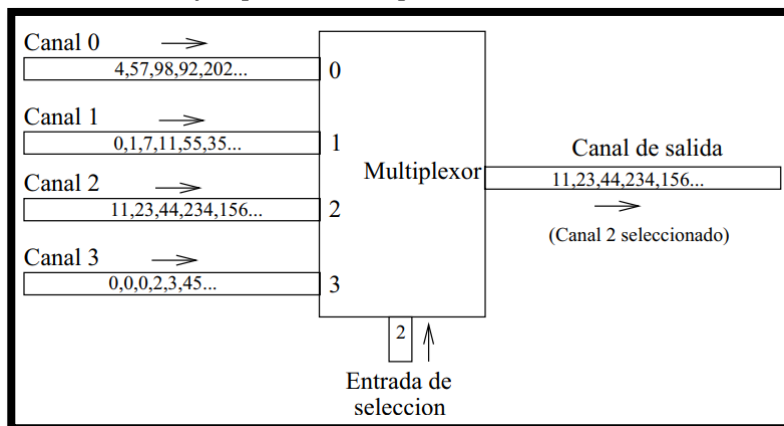 Canal 0
4,57,98,92,202...
0
Canal 1
0,1,7,11,55,35...
1
Canal 2
11,23,44,234,156...
2
Canal 3
0,0,0,2,3,45...
3
Multiplexor
Canal de salida
11,23,44,234,156...
(Canal 2 seleccionado)
2
Entrada de
seleccion